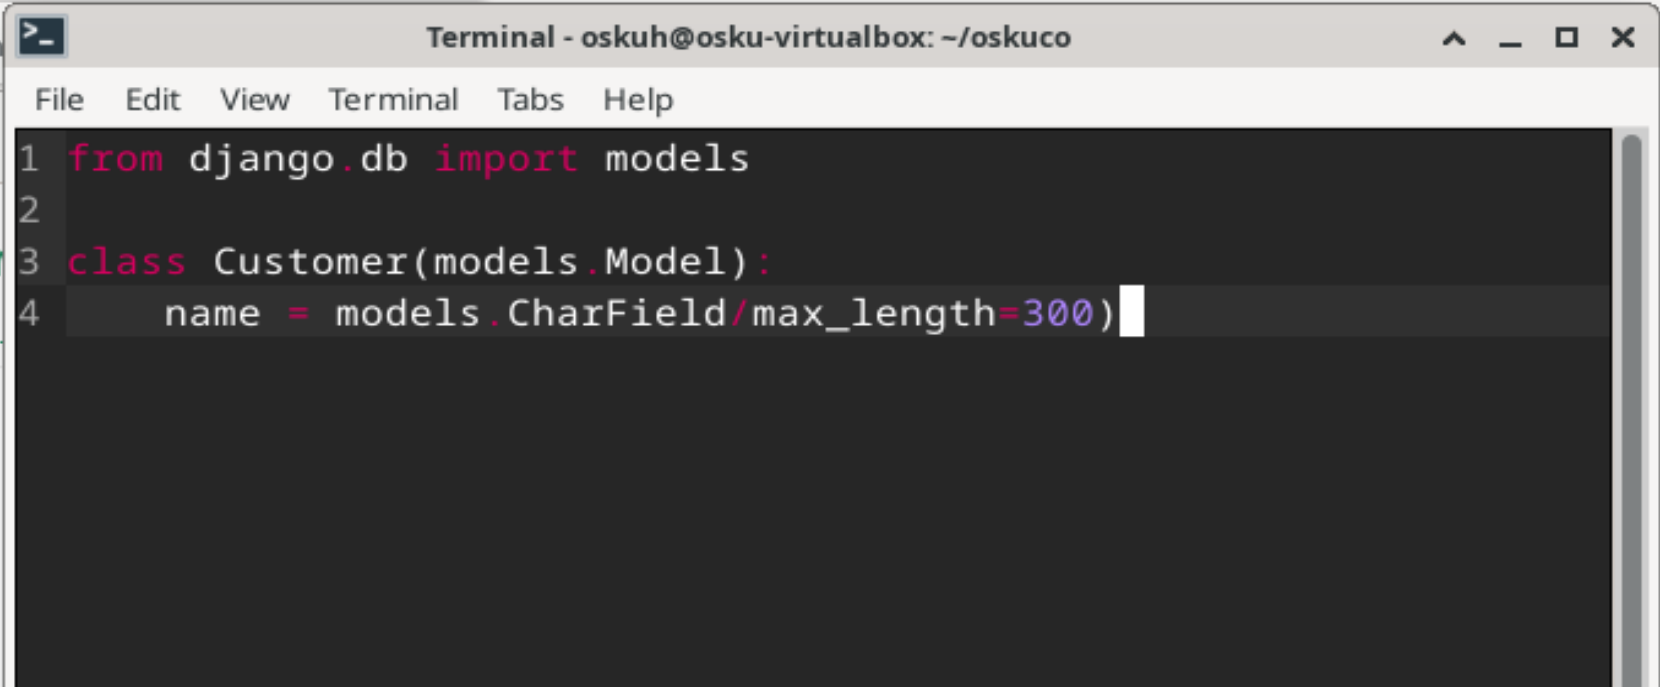 Terminal - oskuh@osku-virtualbox: ~/oskuco
File Edit View Terminal Tabs Help
1 from django.db import models
2
3 class Customer(models.Model):
4     name = models.CharField/max_length=300)